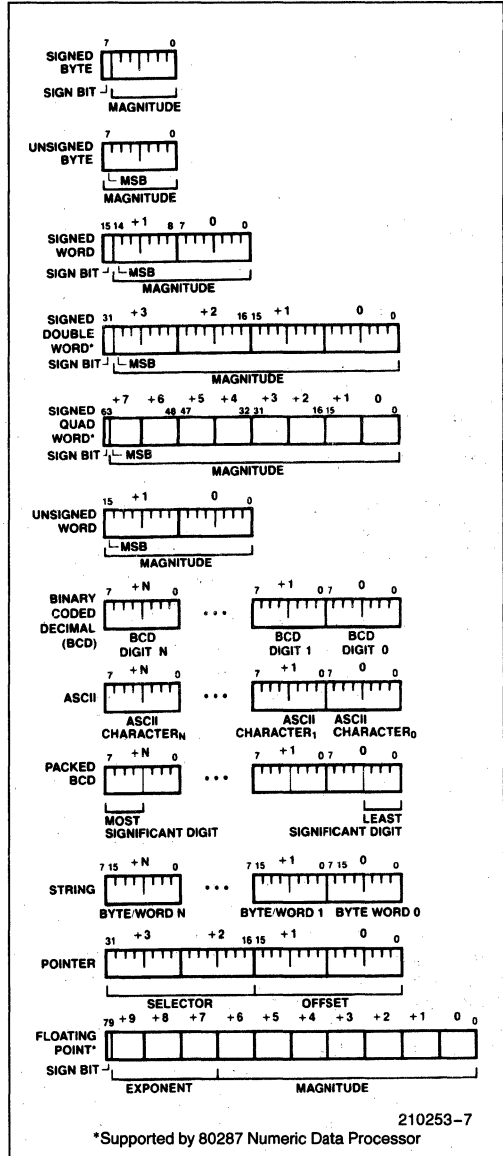 7 0
SIGNED
BYTE
SIGN BIT
MAGNITUDE
7 0
UNSIGNED
BYTE
MSB
MAGNITUDE
15 14 +1 8 7 0 0
SIGNED
WORD
SIGN BIT MSB
MAGNITUDE
31 +3 +2 16 15 +1 0 0
SIGNED
DOUBLE
WORD*
SIGN BIT MSB
MAGNITUDE
+7 +6 +5 +4 +3 +2 +1 0
63 48 47 32 31 16 15 0
SIGNED
QUAD
WORD*
SIGN BIT MSB
MAGNITUDE
15 +1 0 0
UNSIGNED
WORD
MSB
MAGNITUDE
7 +N 0 ... 7 +1 0 7 0 0
BINARY
CODED
DECIMAL
(BCD)
BCD BCD BCD
DIGIT N DIGIT 1 DIGIT 0
7 +N 0 ... 7 +1 0 7 0 0
ASCII
ASCII ASCII ASCII
CHARACTERN CHARACTER1 CHARACTER0
7 +N 0 ... 7 +1 0 7 0 0
PACKED
BCD
MOST LEAST
SIGNIFICANT DIGIT SIGNIFICANT DIGIT
7 15 +N 0 ... 7 15 +1 0 7 15 0 0
STRING
BYTE/WORD N BYTE/WORD 1 BYTE WORD 0
31 +3 +2 16 15 +1 0 0
POINTER
SELECTOR OFFSET
79 +9 +8 +7 +6 +5 +4 +3 +2 +1 0 0
FLOATING
POINT*
SIGN BIT
EXPONENT MAGNITUDE
210253-7
*Supported by 80287 Numeric Data Processor